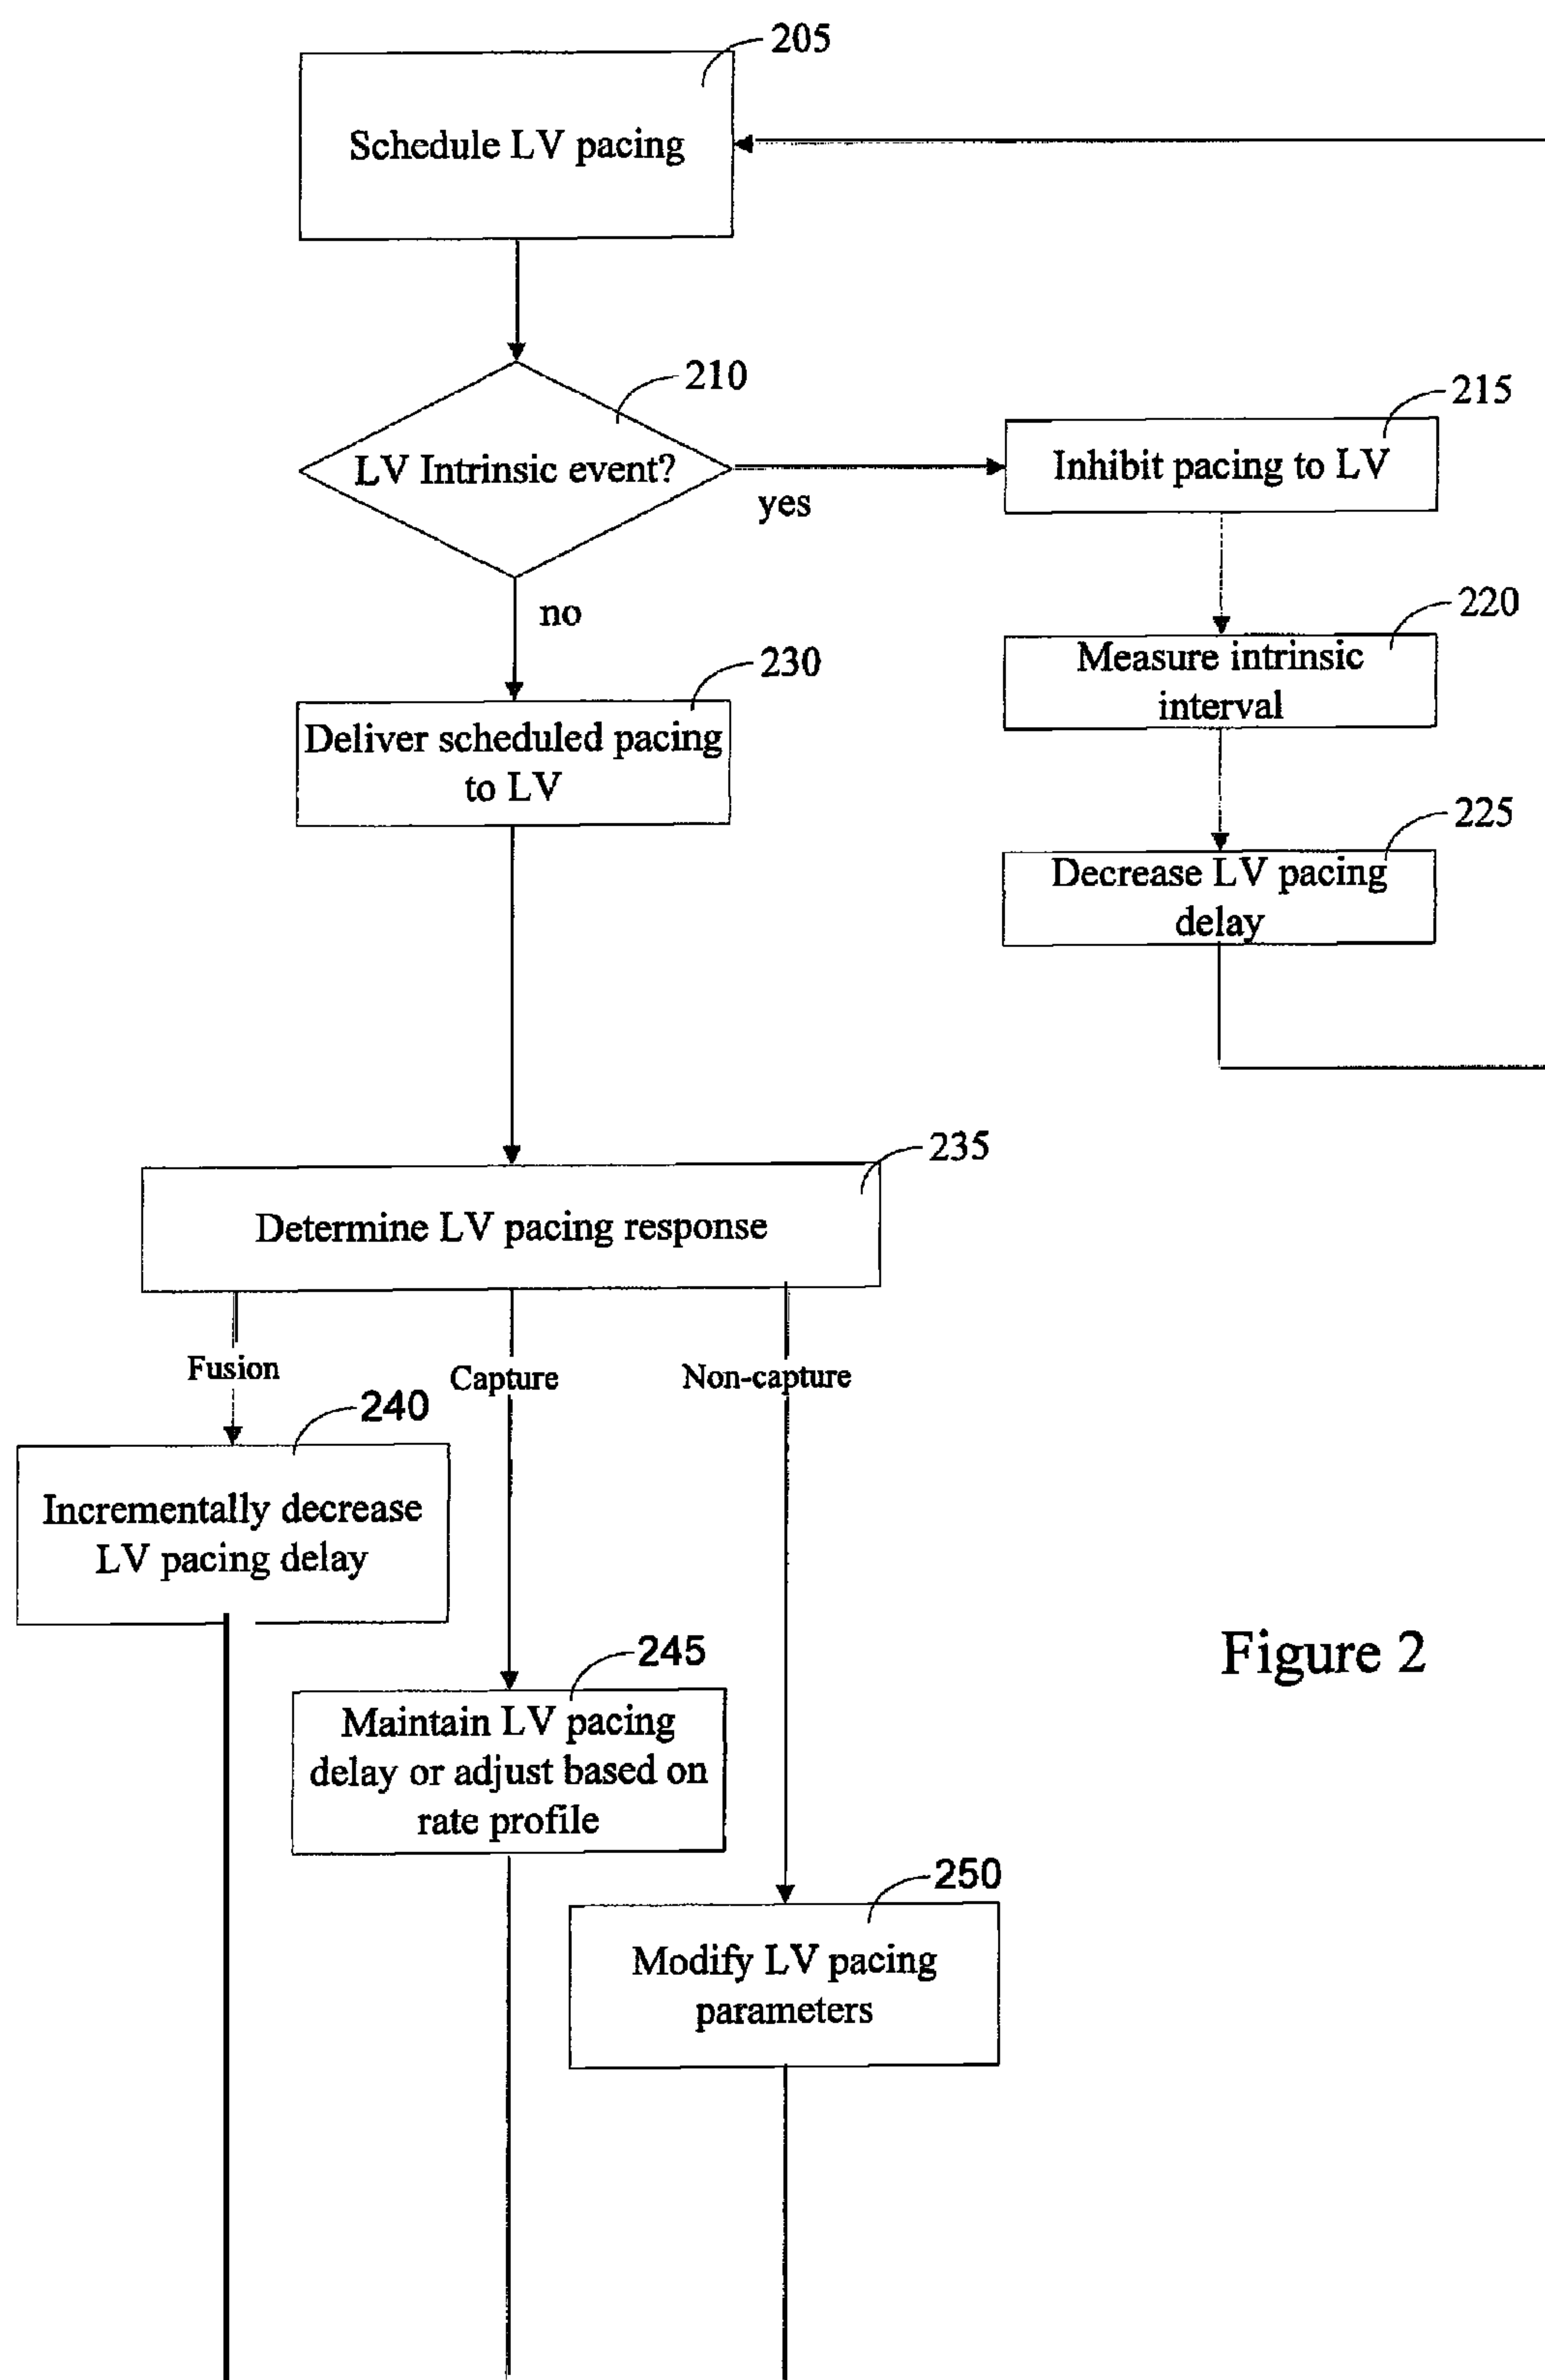 205
Schedule LV pacing
210
LV Intrinsic event?
yes
no
215
Inhibit pacing to LV
220
Measure intrinsic
interval
225
Decrease LV pacing
delay
230
Deliver scheduled pacing
to LV
235
Determine LV pacing response
Fusion
Capture
Non-capture
240
Incrementally decrease
LV pacing delay
245
Maintain LV pacing
delay or adjust based on
rate profile
250
Modify LV pacing
parameters
Figure 2